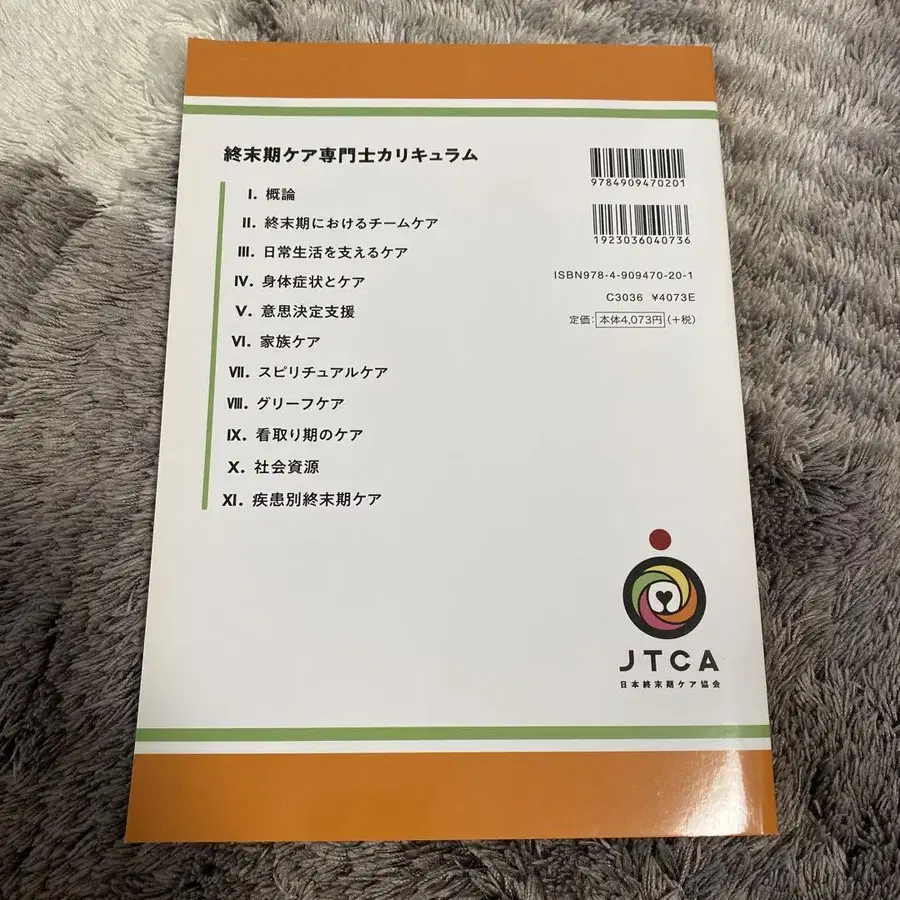 終末期ケア専門士カリキュラム
I. 概論
II. 終末期におけるチームケア
III. 日常生活を支えるケア
IV. 身体症状とケア
V. 意思決定支援
VI. 家族ケア
VII. スピリチュアルケア
VIII. グリーフケア
IX. 看取り期のケア
X. 社会資源
XI. 疾患別終末期ケア
9784909470201
1923036040736
ISBN978-4-909470-20-1
C3036 ¥4073E
定価:本体4,073円(+税)
JTCA
日本終末期ケア協会